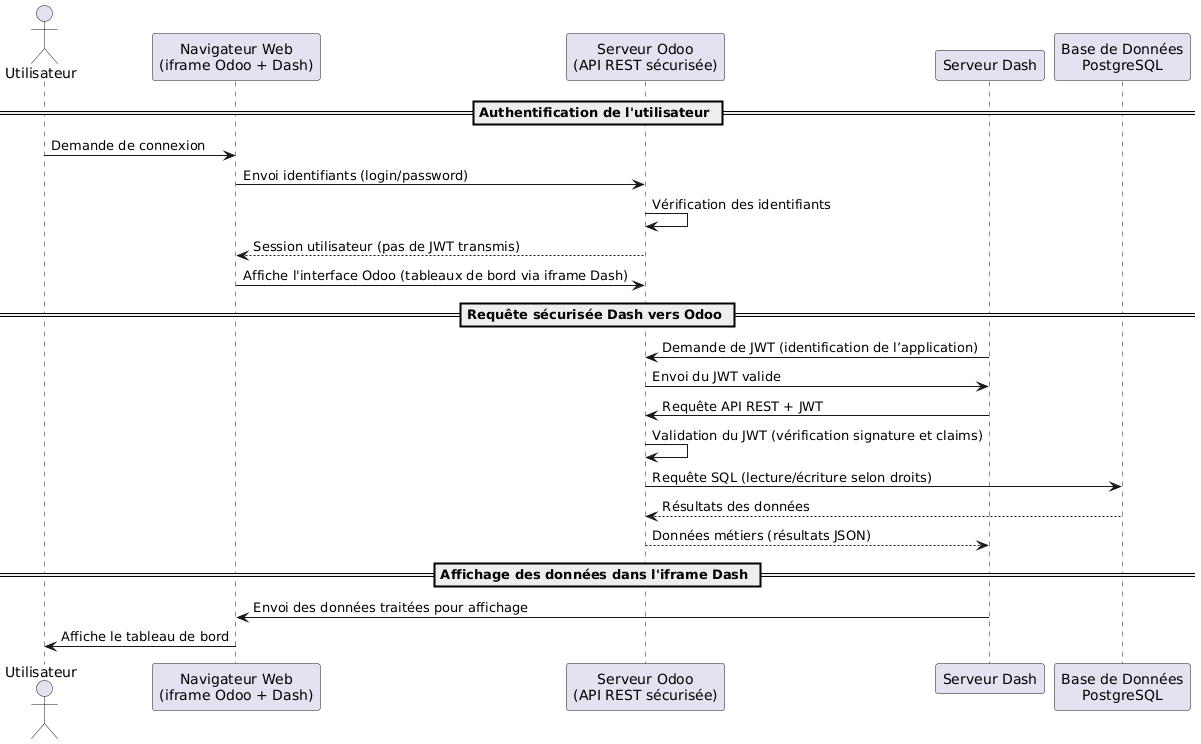 Utilisateur
Navigateur Web
(iframe Odoo + Dash)
Serveur Odoo
(API REST sécurisée)
Serveur Dash
Base de Données
PostgreSQL
Authentification de l'utilisateur
Demande de connexion
Envoi identifiants (login/password)
Vérification des identifiants
Session utilisateur (pas de JWT transmis)
Affiche l'interface Odoo (tableaux de bord via iframe Dash)
Requête sécurisée Dash vers Odoo
Demande de JWT (identification de l’application)
Envoi du JWT valide
Requête API REST + JWT
Validation du JWT (vérification signature et claims)
Requête SQL (lecture/écriture selon droits)
Résultats des données
Données métiers (résultats JSON)
Affichage des données dans l'iframe Dash
Envoi des données traitées pour affichage
Affiche le tableau de bord
Utilisateur
Navigateur Web
(iframe Odoo + Dash)
Serveur Odoo
(API REST sécurisée)
Serveur Dash
Base de Données
PostgreSQL